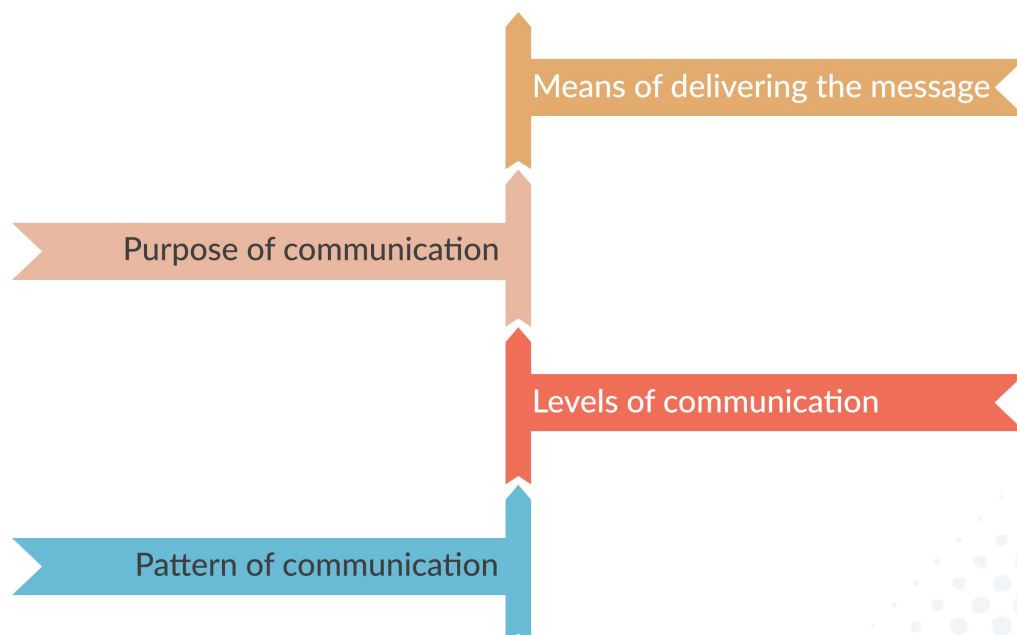 Means of delivering the message
Purpose of communication
Levels of communication
Pattern of communication